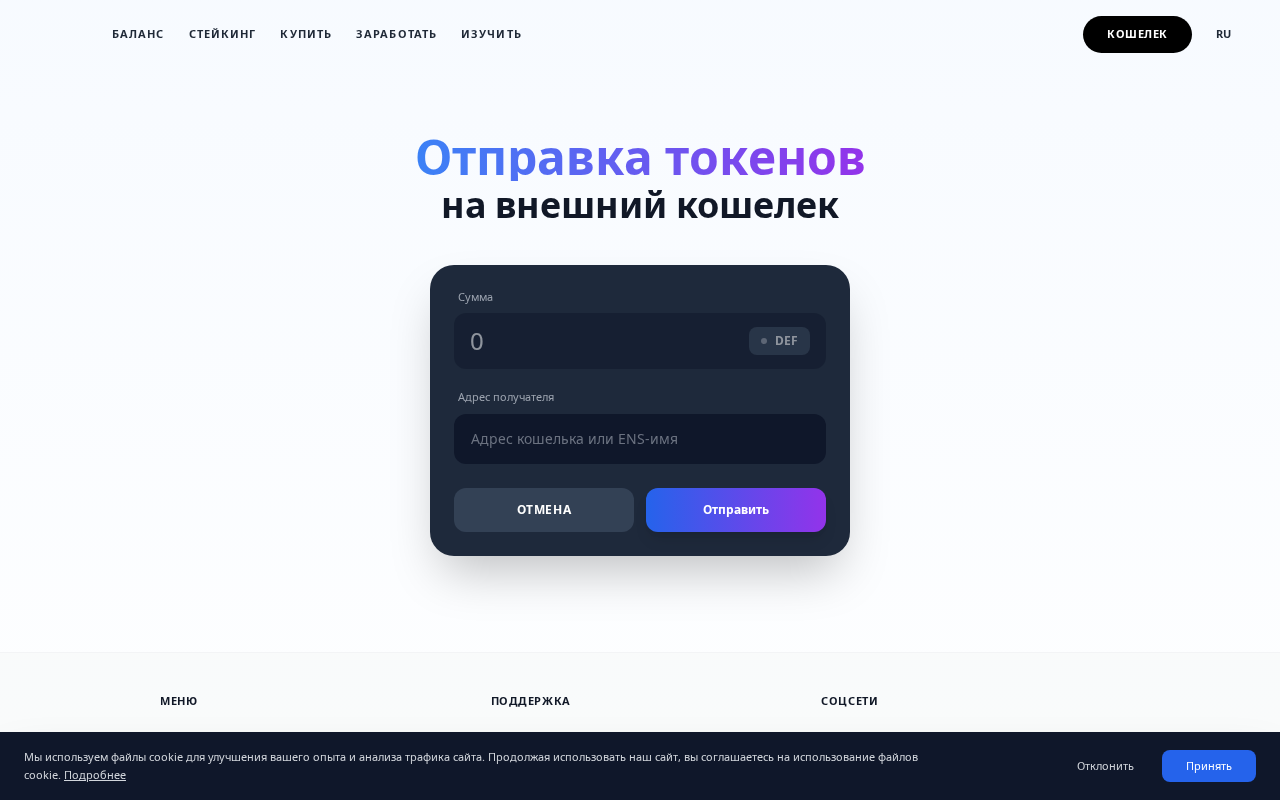 БАЛАНС СТЕЙКИНГ КУПИТЬ ЗАРАБОТАТЬ ИЗУЧИТЬ КОШЕЛЕК RU
Отправка токенов
на внешний кошелек
Сумма
0 DEF
Адрес получателя
Адрес кошелька или ENS-имя
ОТМЕНА Отправить
МЕНЮ ПОДДЕРЖКА СОЦСЕТИ
Мы используем файлы cookie для улучшения вашего опыта и анализа трафика сайта. Продолжая использовать наш сайт, вы соглашаетесь на использование файлов
cookie. Подробнее
Отклонить Принять